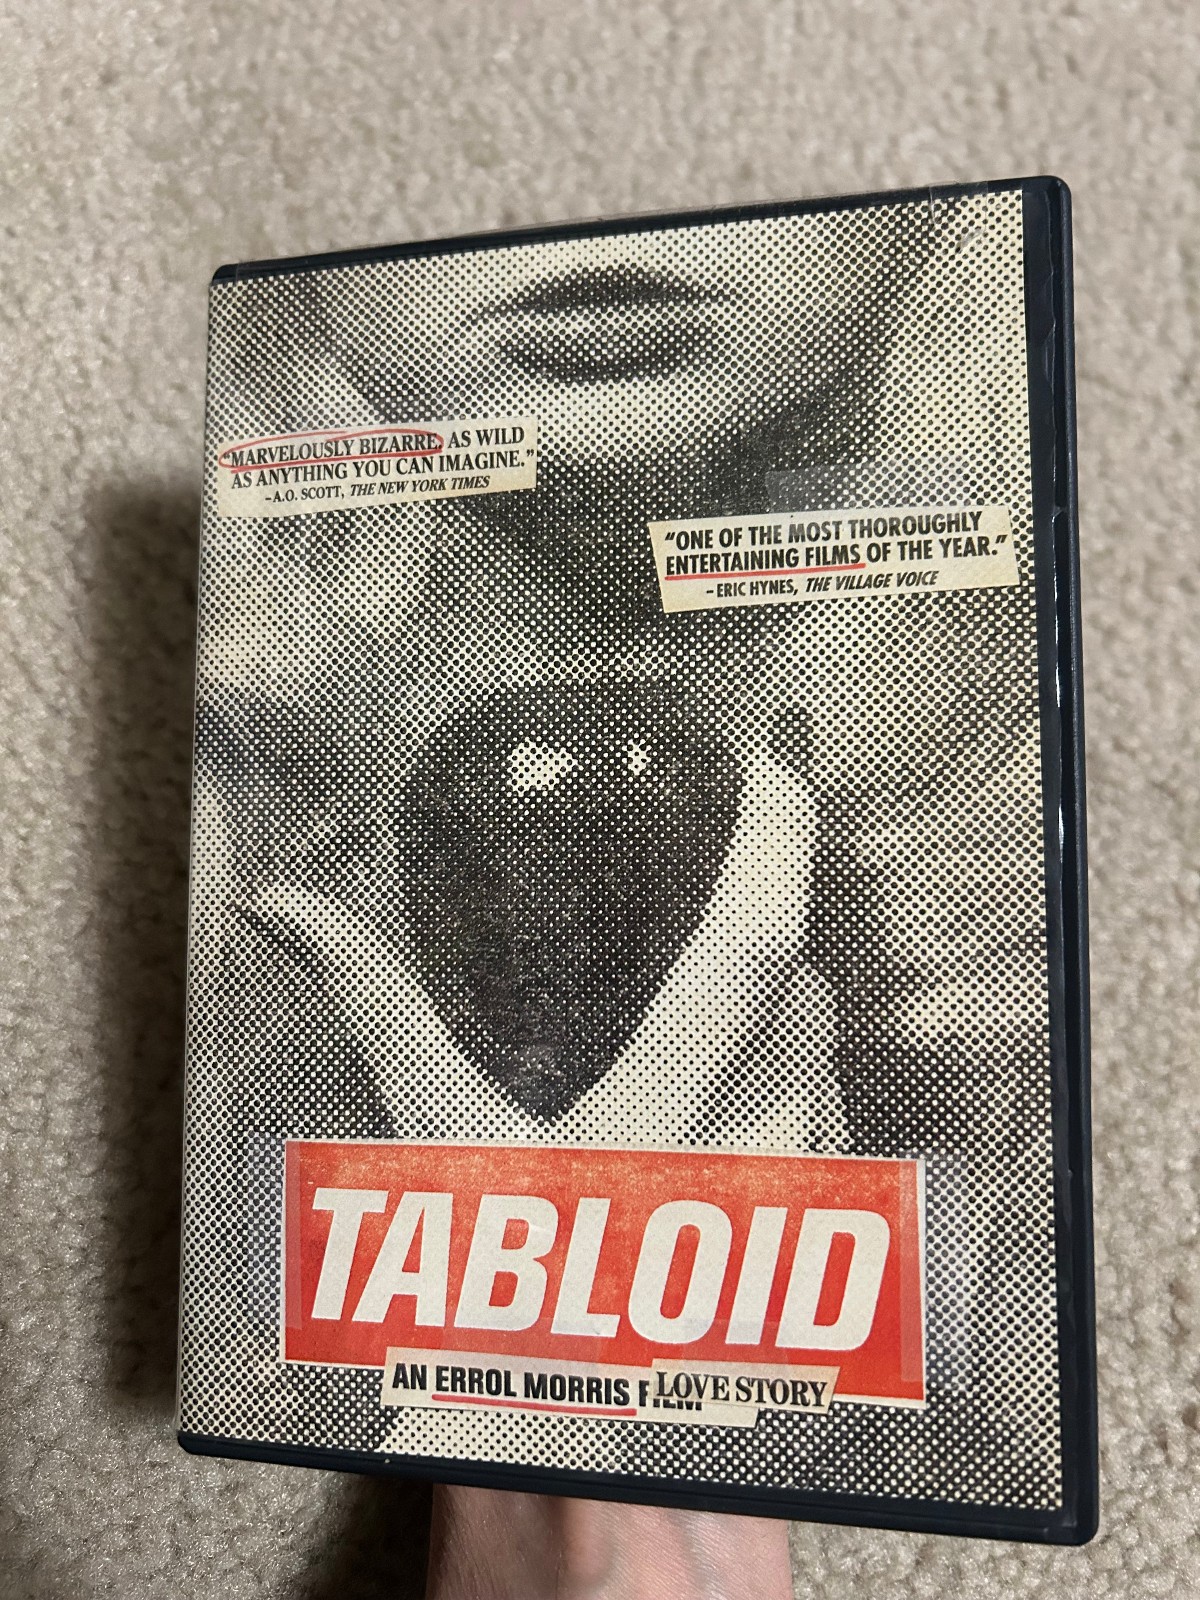 "MARVELOUSLY BIZARRE, AS WILD
AS ANYTHING YOU CAN IMAGINE."
-A.O. SCOTT, THE NEW YORK TIMES
"ONE OF THE MOST THOROUGHLY
ENTERTAINING FILMS OF THE YEAR."
- ERIC HYNES, THE VILLAGE VOICE
TABLOID
AN ERROL MORRIS FILM LOVE STORY